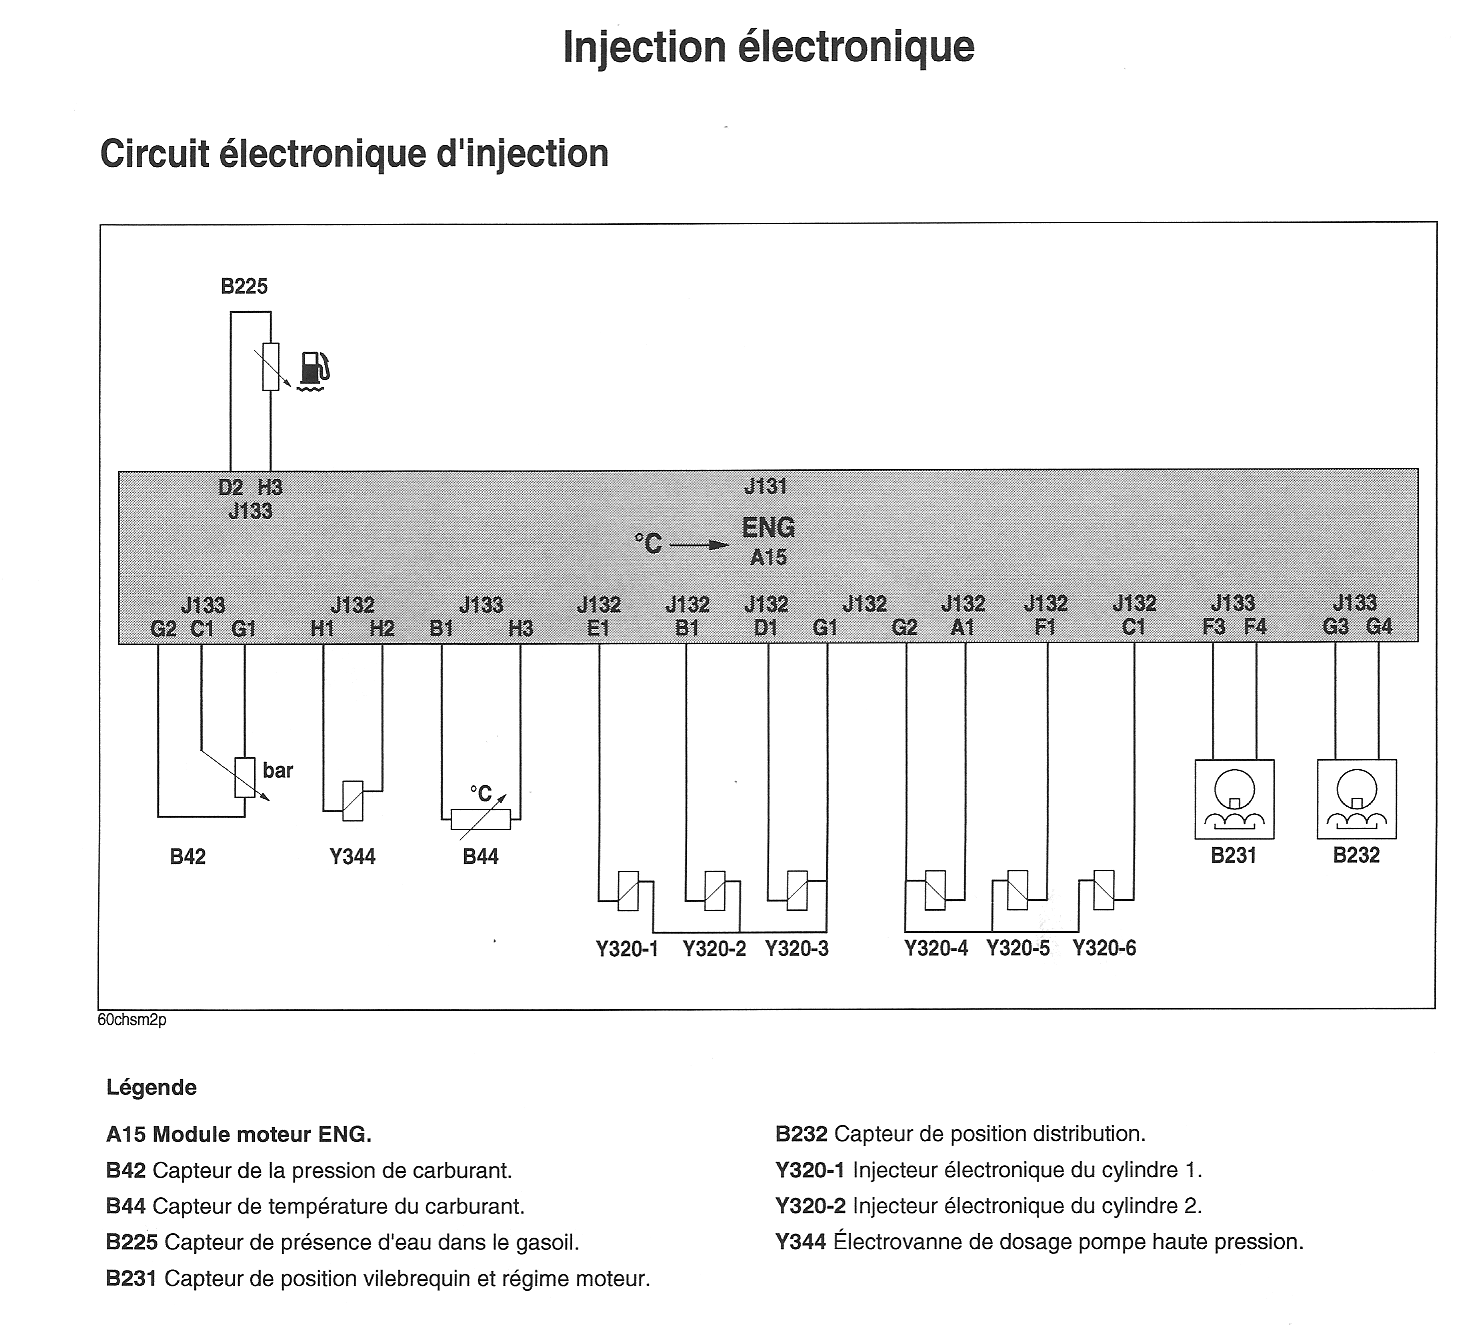 Injection électronique
Circuit électronique d'injection
B225
D2 H3
J133
J131
°C
ENG
A15
J133 J132 J133 J132 J132 J132 J132 J132 J132 J132 J133 J133
G2 C1 G1 H1 H2 B1 H3 E1 B1 D1 G1 G2 A1 F1 C1 F3 F4 G3 G4
bar
°C
B42 Y344 B44 B231 B232
Y320-1 Y320-2 Y320-3 Y320-4 Y320-5 Y320-6
60chsm2p
Légende
A15 Module moteur ENG.
B42 Capteur de la pression de carburant.
B44 Capteur de température du carburant.
B225 Capteur de présence d'eau dans le gasoil.
B231 Capteur de position vilebrequin et régime moteur.
B232 Capteur de position distribution.
Y320-1 Injecteur électronique du cylindre 1.
Y320-2 Injecteur électronique du cylindre 2.
Y344 Électrovanne de dosage pompe haute pression.